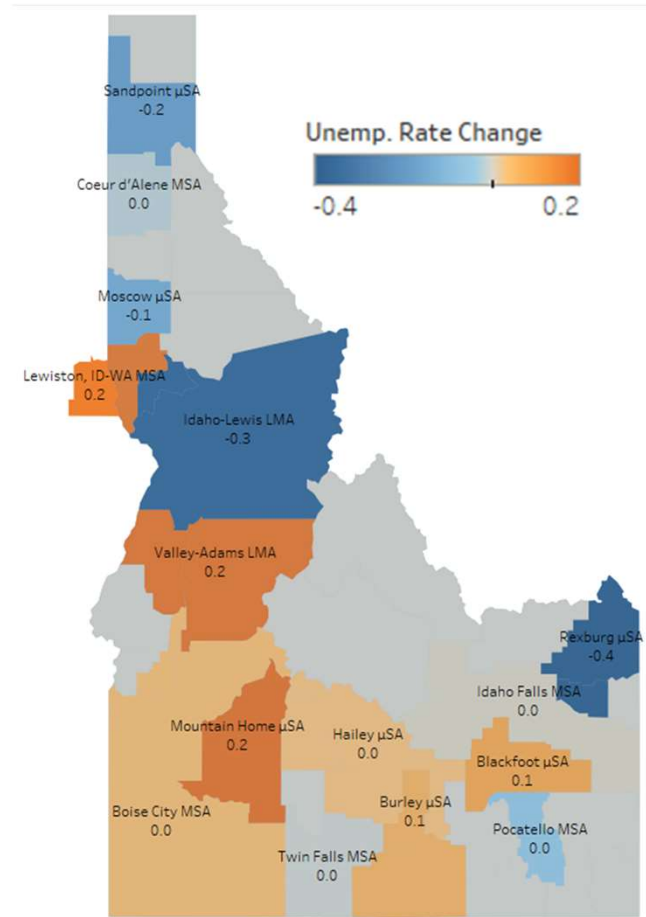 Sandpoint µSA
-0.2
Unemp. Rate Change
-0.4 0.2
Coeur d'Alene MSA
0.0
Moscow µSA
-0.1
Lewiston, ID-WA MSA
0.2
Idaho-Lewis LMA
-0.3
Valley-Adams LMA
0.2
Rexburg µSA
-0.4
Idaho Falls MSA
0.0
Mountain Home µSA
0.2
Hailey µSA
0.0
Blackfoot µSA
0.1
Boise City MSA
0.0
Burley µSA
0.1
Pocatello MSA
0.0
Twin Falls MSA
0.0